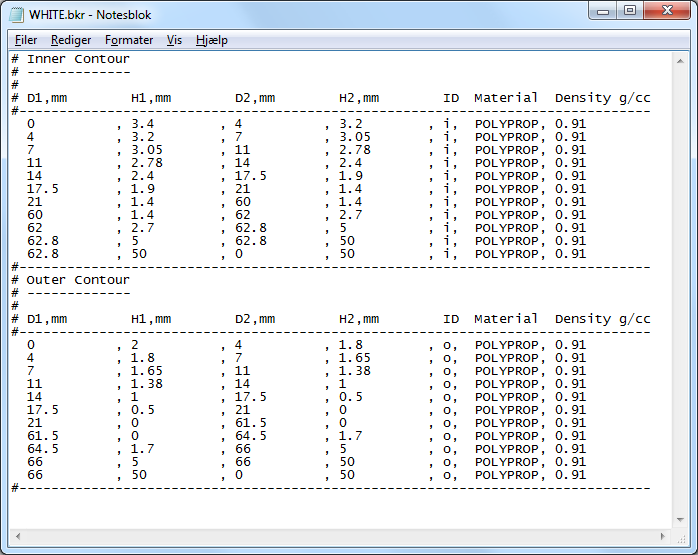 WHITE.bkr - Notesblok
Filer Rediger Formater Vis Hjælp
# Inner Contour
# -------------
#
# D1,mm        H1,mm        D2,mm        H2,mm        ID  Material  Density g/cc
#-------------------------------------------------------------------------------
  0          , 3.4        , 4          , 3.2        , i,  POLYPROP, 0.91
  4          , 3.2        , 7          , 3.05       , i,  POLYPROP, 0.91
  7          , 3.05       , 11         , 2.78       , i,  POLYPROP, 0.91
  11         , 2.78       , 14         , 2.4        , i,  POLYPROP, 0.91
  14         , 2.4        , 17.5       , 1.9        , i,  POLYPROP, 0.91
  17.5       , 1.9        , 21         , 1.4        , i,  POLYPROP, 0.91
  21         , 1.4        , 60         , 1.4        , i,  POLYPROP, 0.91
  60         , 1.4        , 62         , 2.7        , i,  POLYPROP, 0.91
  62         , 2.7        , 62.8       , 5          , i,  POLYPROP, 0.91
  62.8       , 5          , 62.8       , 50         , i,  POLYPROP, 0.91
  62.8       , 50         , 0          , 50         , i,  POLYPROP, 0.91
#-------------------------------------------------------------------------------
# Outer Contour
# -------------
#
# D1,mm        H1,mm        D2,mm        H2,mm        ID  Material  Density g/cc
#-------------------------------------------------------------------------------
  0          , 2          , 4          , 1.8        , o,  POLYPROP, 0.91
  4          , 1.8        , 7          , 1.65       , o,  POLYPROP, 0.91
  7          , 1.65       , 11         , 1.38       , o,  POLYPROP, 0.91
  11         , 1.38       , 14         , 1          , o,  POLYPROP, 0.91
  14         , 1          , 17.5       , 0.5        , o,  POLYPROP, 0.91
  17.5       , 0.5        , 21         , 0          , o,  POLYPROP, 0.91
  21         , 0          , 61.5       , 0          , o,  POLYPROP, 0.91
  61.5       , 0          , 64.5       , 1.7        , o,  POLYPROP, 0.91
  64.5       , 1.7        , 66         , 5          , o,  POLYPROP, 0.91
  66         , 5          , 66         , 50         , o,  POLYPROP, 0.91
  66         , 50         , 0          , 50         , o,  POLYPROP, 0.91
#-------------------------------------------------------------------------------